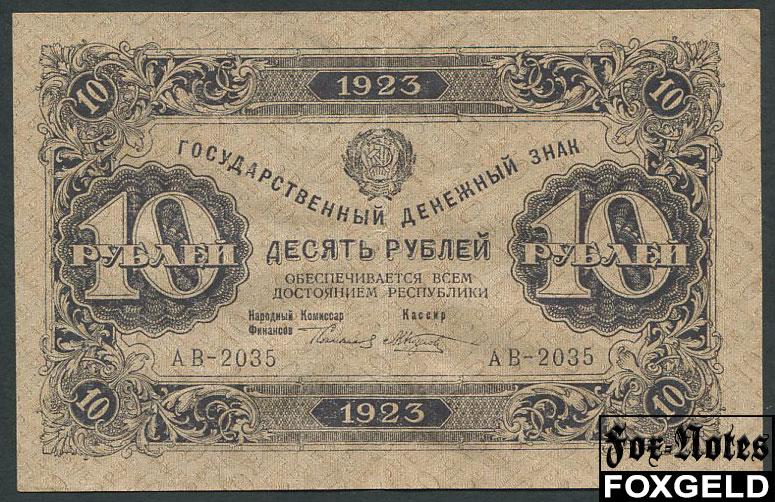 1923
10
10
ГОСУДАРСТВЕННЫЙ ДЕНЕЖНЫЙ ЗНАК
10 РУБЛЕЙ
ДЕСЯТЬ РУБЛЕЙ
10 РУБЛЕЙ
ОБЕСПЕЧИВАЕТСЯ ВСЕМ
ДОСТОЯНИЕМ РЕСПУБЛИКИ
Народный Комиссар
Финансов
Кассир
АВ-2035
АВ-2035
10
1923
10
Fox-Notes
FOXGELD